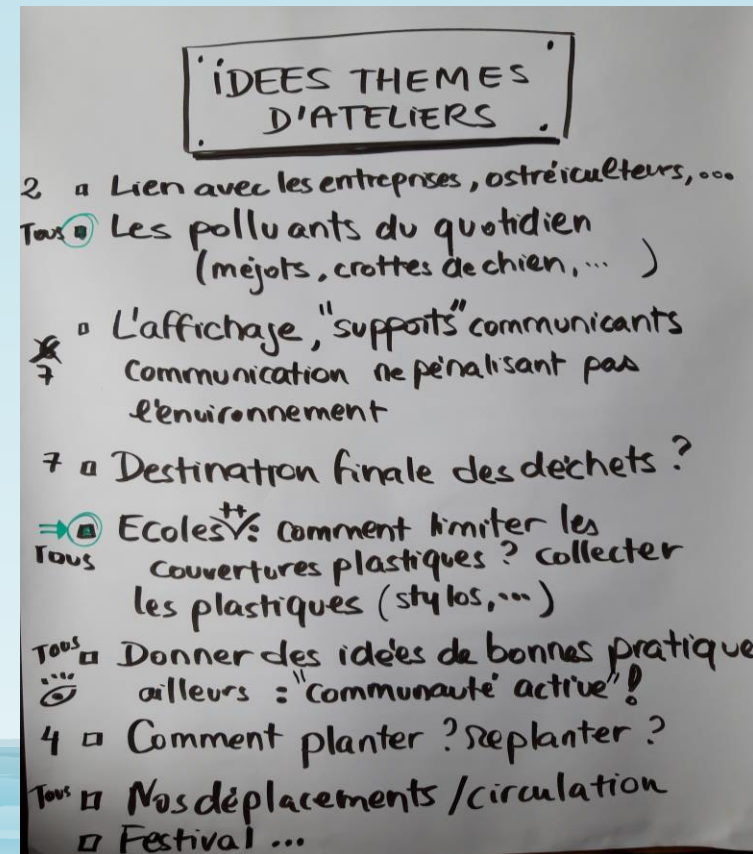 iDEES THEMES
D'ATELIERS
2 Lien avec les entreprises, ostréiculteurs, ...
Tous Les polluants du quotidien
(mégots, crottes de chien, ... )
L'affichage, "supports" communicants
7 Communication ne pénalisant pas
l'environnement
7 Destination finale des déchets ?
⇒ Ecoles ++ : comment limiter les
Tous couvertures plastiques ? collecter
les plastiques (stylos, ...)
Tous Donner des idées de bonnes pratique
ailleurs : "communauté active" !
4 Comment planter ? Replanter ?
Tous Nos déplacements / circulation
Festival ...